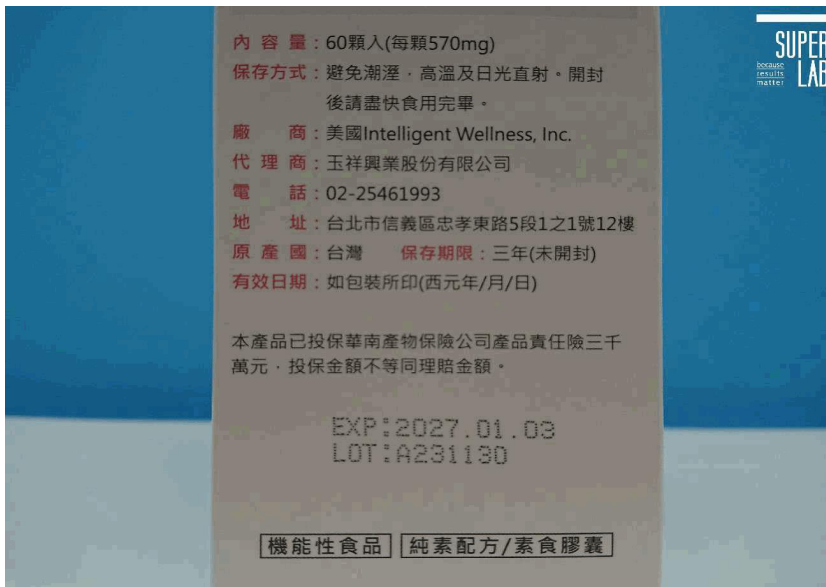 內容量：60顆入(每顆570mg)
保存方式：避免潮溼，高溫及日光直射。開封
後請盡快食用完畢。
廠商：美國Intelligent Wellness, Inc.
代理商：玉祥興業股份有限公司
電話：02-25461993
地址：台北市信義區忠孝東路5段1之1號12樓
原產國：台灣 保存期限：三年(未開封)
有效日期：如包裝所印(西元年/月/日)
本產品已投保華南產物保險公司產品責任險三千
萬元，投保金額不等同理賠金額。
EXP:2027.01.03
LOT:A231130
機能性食品 純素配方/素食膠囊
SUPER
because
results
matter
LAB